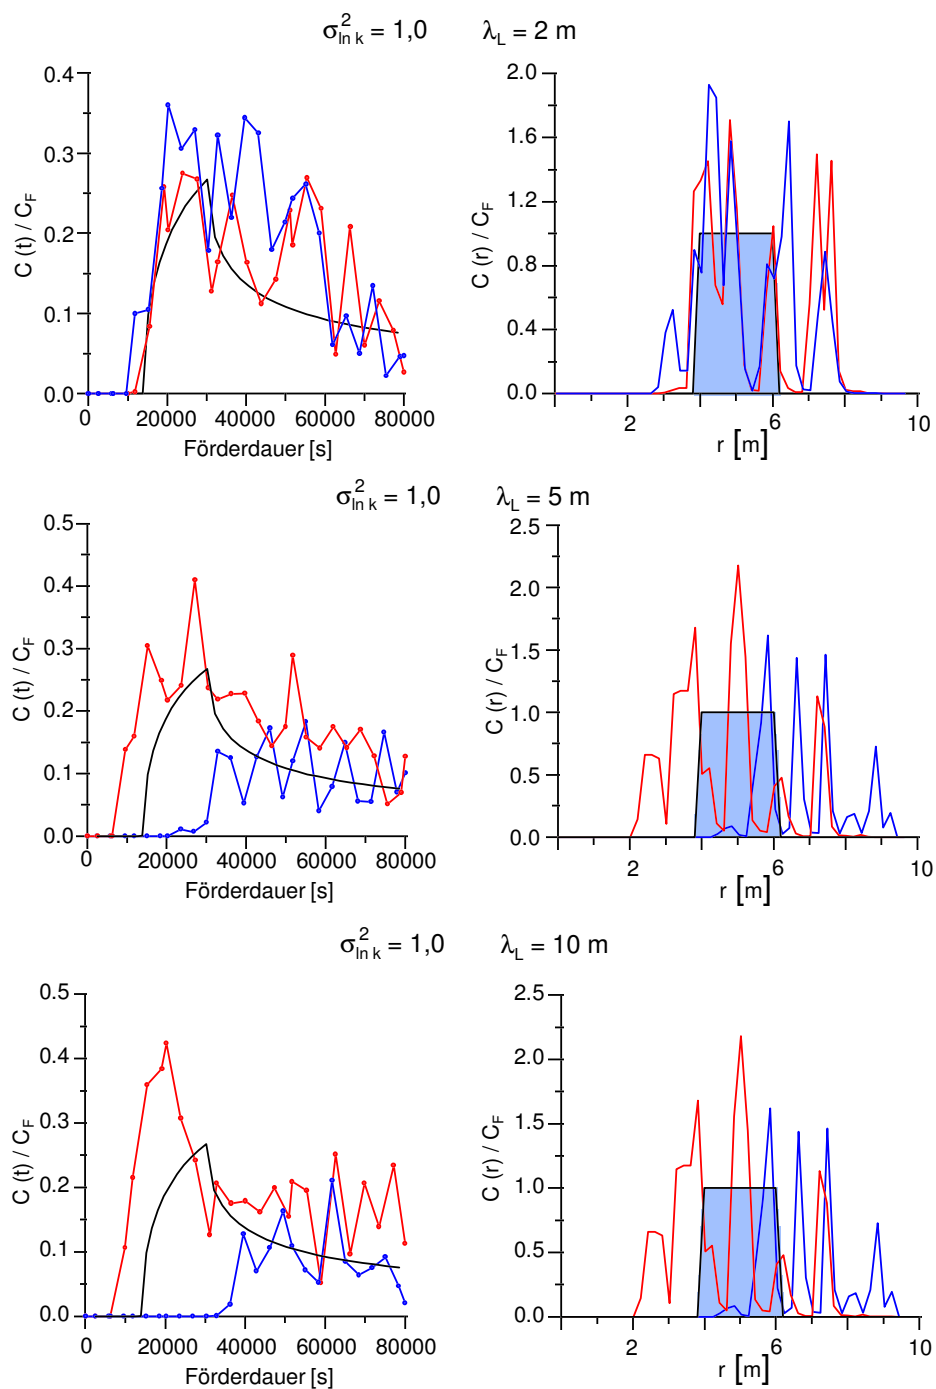 σ²ln k = 1,0 λL = 2 m
0.4
0.3
0.2
0.1
0.0
C (t) / CF
0 20000 40000 60000 80000
Förderdauer [s]
2.0
1.6
1.2
0.8
0.4
0.0
C (r) / CF
2 6 10
r [m]
σ²ln k = 1,0 λL = 5 m
0.5
0.4
0.3
0.2
0.1
0.0
C (t) / CF
0 20000 40000 60000 80000
Förderdauer [s]
2.5
2.0
1.5
1.0
0.5
0.0
C (r) / CF
2 6 10
r [m]
σ²ln k = 1,0 λL = 10 m
0.5
0.4
0.3
0.2
0.1
0.0
C (t) / CF
0 20000 40000 60000 80000
Förderdauer [s]
2.5
2.0
1.5
1.0
0.5
0.0
C (r) / CF
2 6 10
r [m]